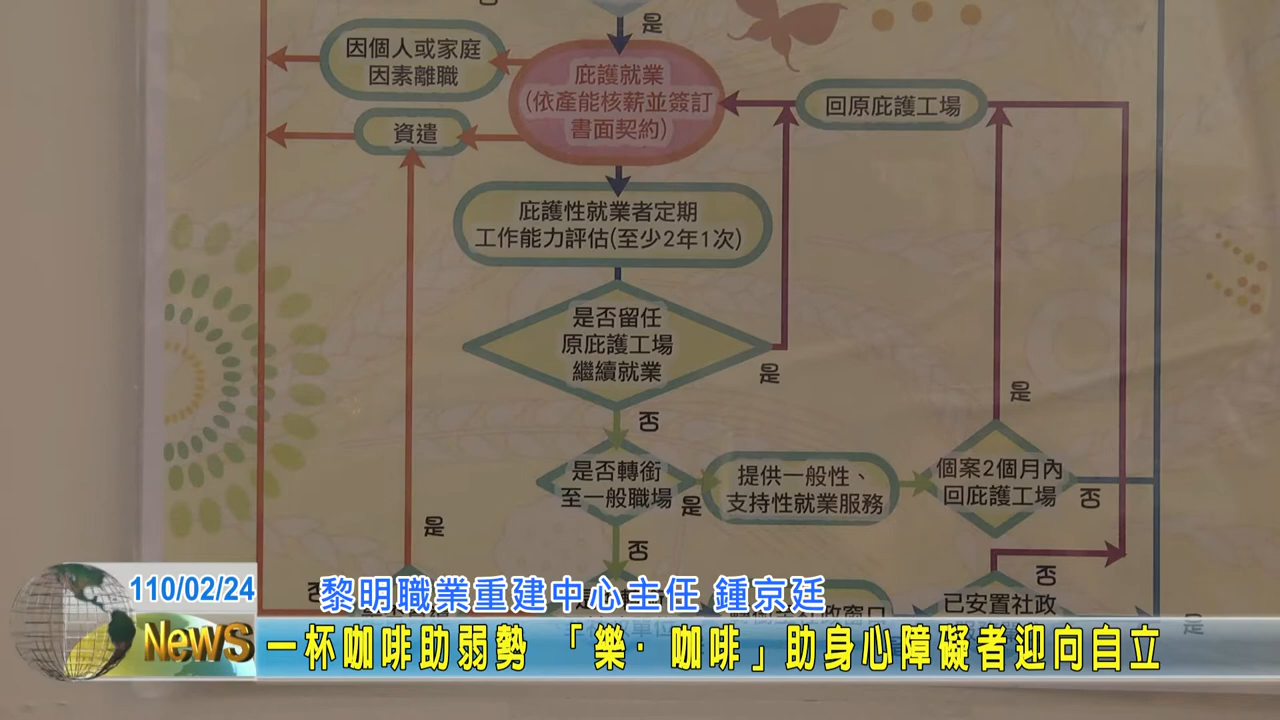 否
是
因個人或家庭
因素離職
庇護就業
(依產能核薪並簽訂
書面契約)
回原庇護工場
資遣
庇護性就業者定期
工作能力評估(至少2年1次)
是否留任
原庇護工場
繼續就業
是
否
是
是否轉銜
至一般職場
是
提供一般性、
支持性就業服務
個案2個月內
回庇護工場
否
是
否
否
否
已安置社政
是
110/02/24
黎明職業重建中心主任 鍾京廷
News
一杯咖啡助弱勢 「樂‧咖啡」助身心障礙者迎向自立